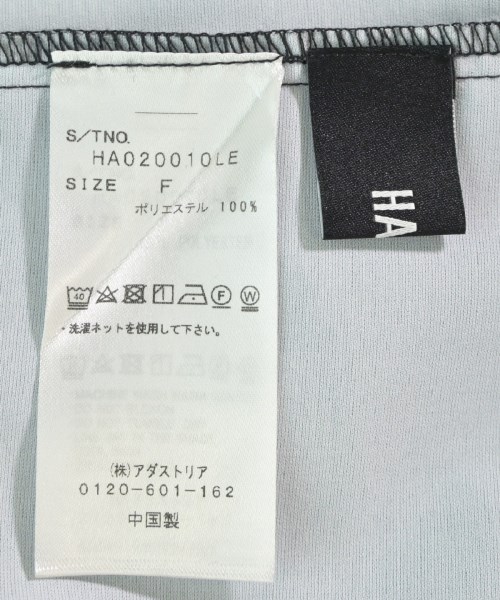 S/TNO.
HA020010LE
SIZE F
ポリエステル 100%
40
F W
・洗濯ネットを使用して下さい。
(株)アダストリア
0120-601-162
中国製
HA